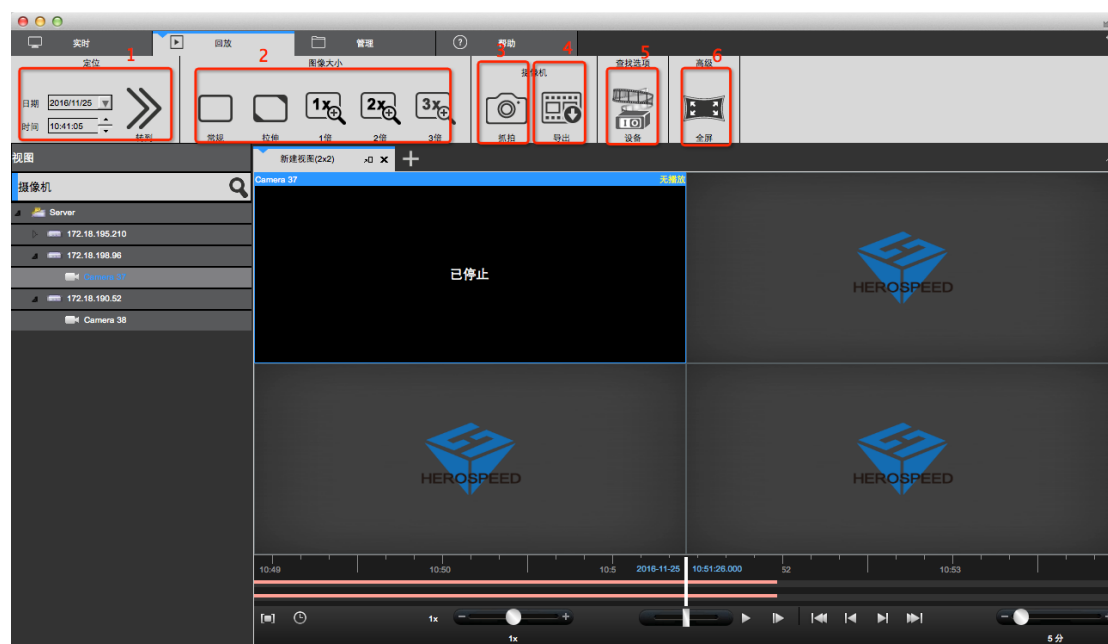 实时 回放 管理 帮助
1 2 3 4 5 6
定位 图像大小 摄像机 查找选项 高级
日期 2016/11/25
时间 10:41:05
转到 常规 拉伸 1倍 2倍 3倍 抓拍 导出 设备 全屏
1x 2x 3x
视图 新建视图(2x2)
摄像机
Camera 37 无播放
Server
172.18.195.210
172.18.198.96
172.18.190.52
Camera 38
已停止
HEROSPEED
HEROSPEED HEROSPEED
10:49 10:50 10:5 2016-11-25 10:51:26.000 52 10:53
1x
1x 5分